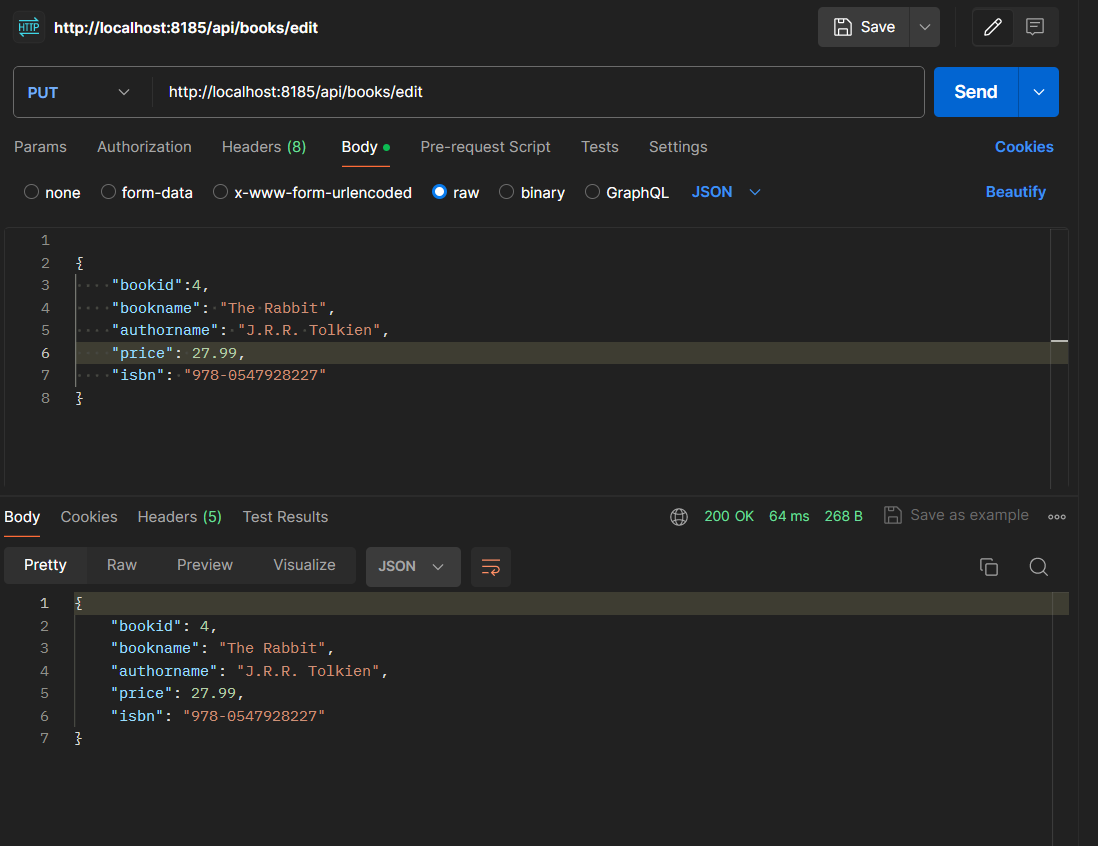 HTTP http://localhost:8185/api/books/edit Save
PUT http://localhost:8185/api/books/edit Send
Params Authorization Headers (8) Body Pre-request Script Tests Settings Cookies
none form-data x-www-form-urlencoded raw binary GraphQL JSON Beautify
1
2 {
3 "bookid":4,
4 "bookname": "The Rabbit",
5 "authorname": "J.R.R. Tolkien",
6 "price": 27.99,
7 "isbn": "978-0547928227"
8 }
Body Cookies Headers (5) Test Results 200 OK 64 ms 268 B Save as example
Pretty Raw Preview Visualize JSON
1 {
2 "bookid": 4,
3 "bookname": "The Rabbit",
4 "authorname": "J.R.R. Tolkien",
5 "price": 27.99,
6 "isbn": "978-0547928227"
7 }